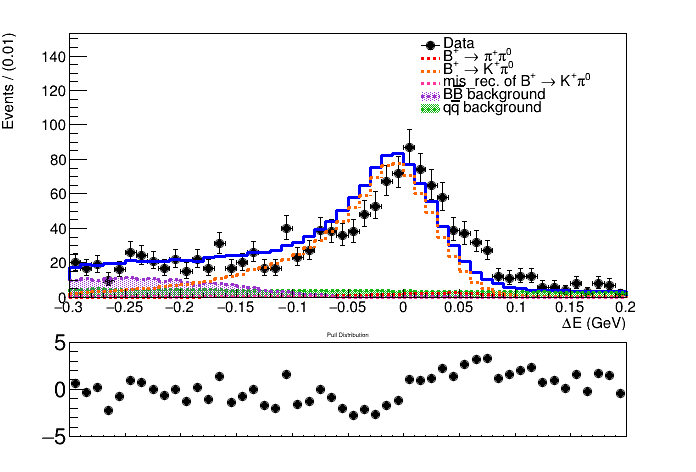 Events / (0.01)
140
120
100
80
60
40
20
0
Data
B⁺ → π⁺π⁰
B⁺ → K⁺π⁰
mis_rec. of B⁺ → K⁺π⁰
BB̅ background
qq̅ background
−0.3 −0.25 −0.2 −0.15 −0.1 −0.05 0 0.05 0.1 0.15 0.2
ΔE (GeV)
Pull Distribution
5
0
−5